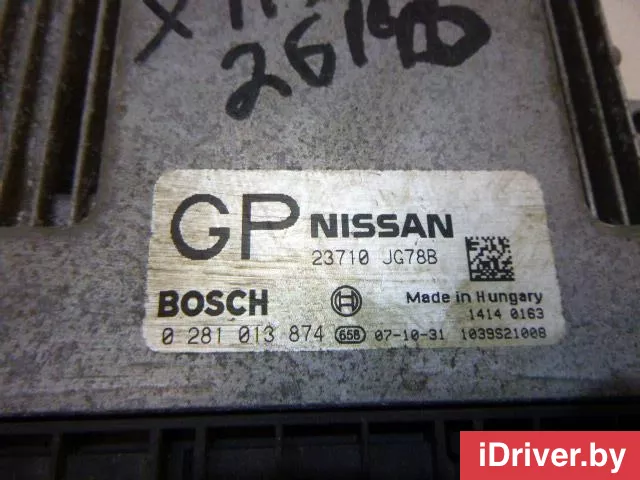 GP NISSAN
23710 JG78B
BOSCH
Made in Hungary
1414 0163
0 281 013 874 658 07-10-31 1039S21008
iDriver.by